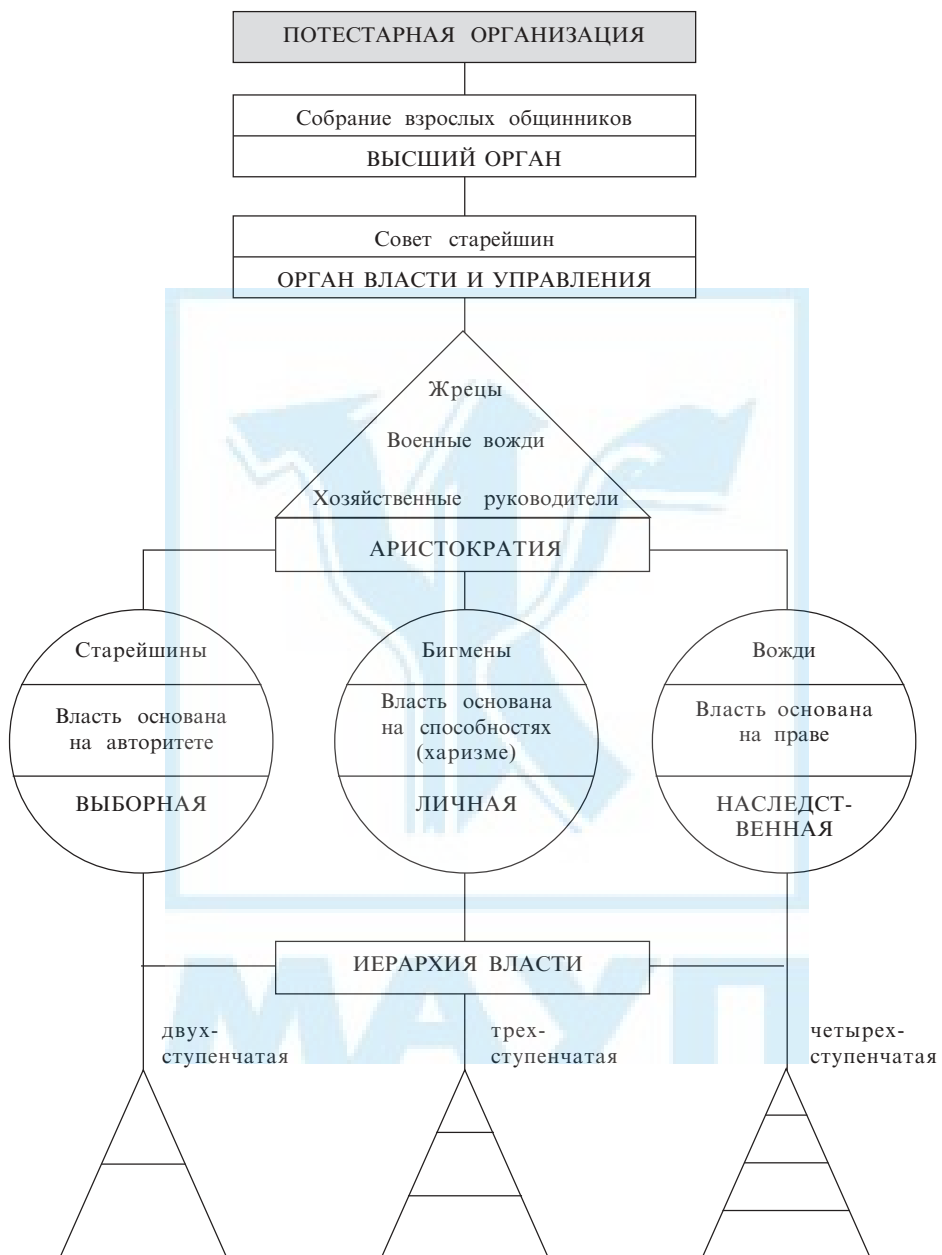 ПОТЕСТАРНАЯ ОРГАНИЗАЦИЯ
Собрание взрослых общинников
ВЫСШИЙ ОРГАН
Совет старейшин
ОРГАН ВЛАСТИ И УПРАВЛЕНИЯ
Жрецы
Военные вожди
Хозяйственные руководители
АРИСТОКРАТИЯ
Старейшины
Власть основана
на авторитете
ВЫБОРНАЯ
Бигмены
Власть основана
на способностях
(харизме)
ЛИЧНАЯ
Вожди
Власть основана
на праве
НАСЛЕДСТ-
ВЕННАЯ
ИЕРАРХИЯ ВЛАСТИ
двух-
ступенчатая
трех-
ступенчатая
четырех-
ступенчатая
МАУП